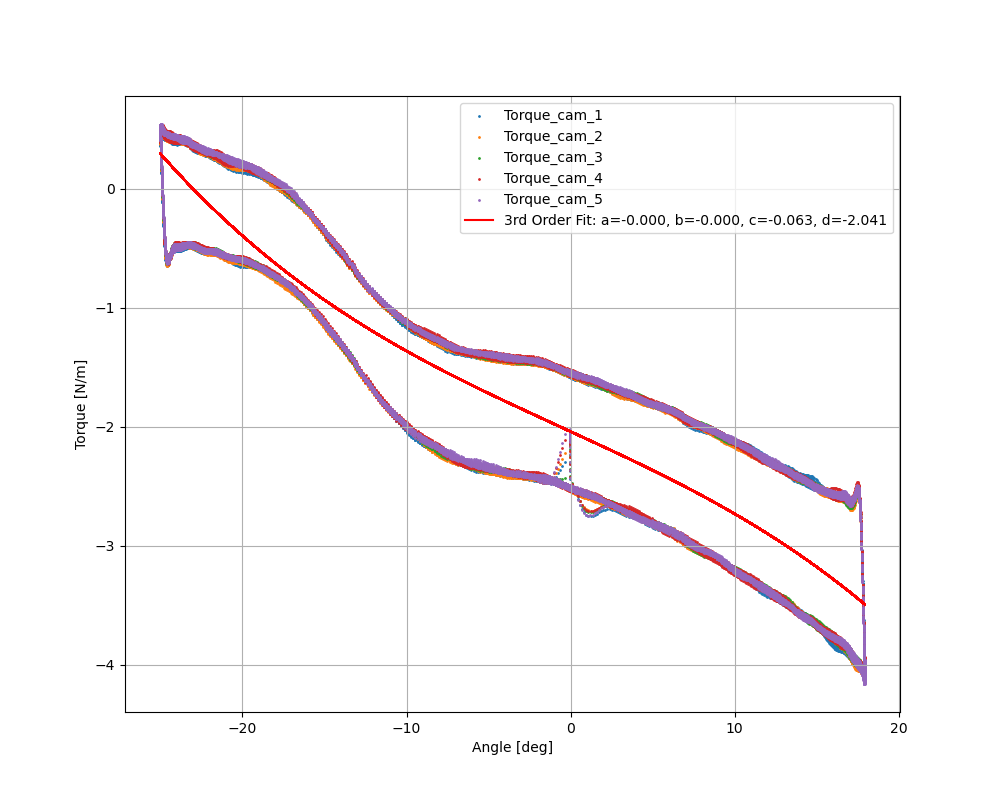 Torque_cam_1
Torque_cam_2
Torque_cam_3
Torque_cam_4
Torque_cam_5
3rd Order Fit: a=-0.000, b=-0.000, c=-0.063, d=-2.041
0
−1
−2
−3
−4
Torque [N/m]
−20
−10
0
10
20
Angle [deg]